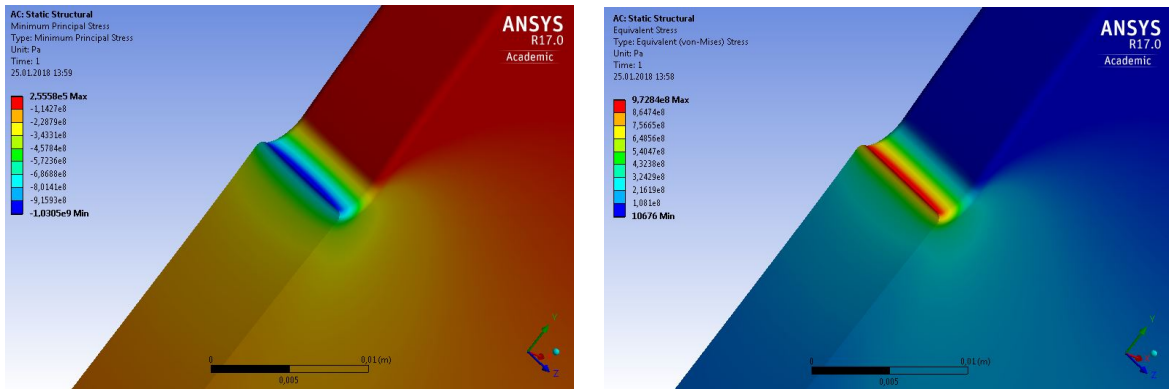 AC: Static Structural
Minimum Principal Stress
Type: Minimum Principal Stress
Unit: Pa
Time: 1
25.01.2018 13:59
2,5558e5 Max
-1,1427e8
-2,2879e8
-3,4331e8
-4,5784e8
-5,7236e8
-6,8688e8
-8,0141e8
-9,1593e8
-1,0305e9 Min
ANSYS
R17.0
Academic
0
0,01 (m)
0,005
Y
Z
AC: Static Structural
Equivalent Stress
Type: Equivalent (von-Mises) Stress
Unit: Pa
Time: 1
25.01.2018 13:58
9,7284e8 Max
8,6474e8
7,5665e8
6,4856e8
5,4047e8
4,3238e8
3,2429e8
2,1619e8
1,081e8
10676 Min
ANSYS
R17.0
Academic
0
0,01 (m)
0,005
Y
Z